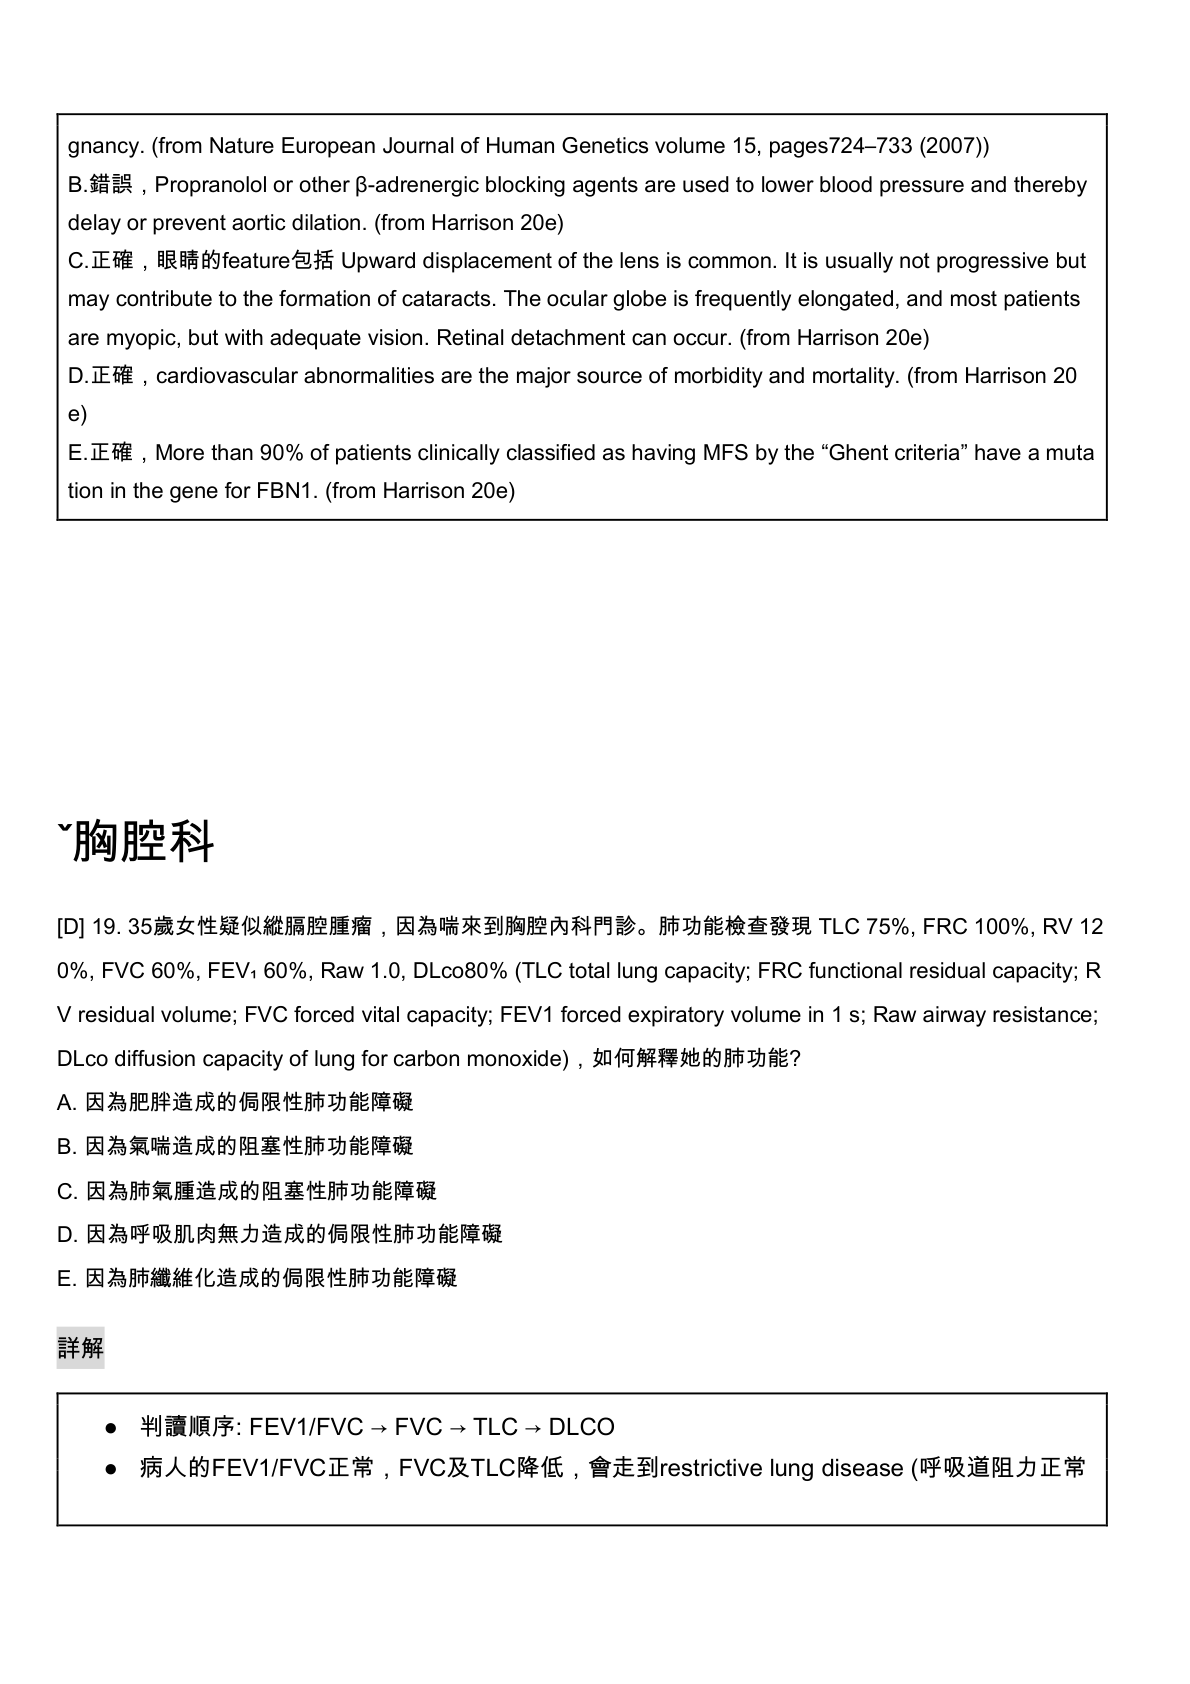 gnancy. (from Nature European Journal of Human Genetics volume 15, pages724–733 (2007))
B.錯誤，Propranolol or other β-adrenergic blocking agents are used to lower blood pressure and thereby
delay or prevent aortic dilation. (from Harrison 20e)
C.正確，眼睛的feature包括 Upward displacement of the lens is common. It is usually not progressive but
may contribute to the formation of cataracts. The ocular globe is frequently elongated, and most patients
are myopic, but with adequate vision. Retinal detachment can occur. (from Harrison 20e)
D.正確，cardiovascular abnormalities are the major source of morbidity and mortality. (from Harrison 20
e)
E.正確，More than 90% of patients clinically classified as having MFS by the “Ghent criteria” have a muta
tion in the gene for FBN1. (from Harrison 20e)
ˇ胸腔科
[D] 19. 35歲女性疑似縱膈腔腫瘤，因為喘來到胸腔內科門診。肺功能檢查發現 TLC 75%, FRC 100%, RV 12
0%, FVC 60%, FEV₁ 60%, Raw 1.0, DLco80% (TLC total lung capacity; FRC functional residual capacity; R
V residual volume; FVC forced vital capacity; FEV1 forced expiratory volume in 1 s; Raw airway resistance;
DLco diffusion capacity of lung for carbon monoxide)，如何解釋她的肺功能?
A. 因為肥胖造成的侷限性肺功能障礙
B. 因為氣喘造成的阻塞性肺功能障礙
C. 因為肺氣腫造成的阻塞性肺功能障礙
D. 因為呼吸肌肉無力造成的侷限性肺功能障礙
E. 因為肺纖維化造成的侷限性肺功能障礙
詳解
● 判讀順序: FEV1/FVC → FVC → TLC → DLCO
● 病人的FEV1/FVC正常，FVC及TLC降低，會走到restrictive lung disease (呼吸道阻力正常